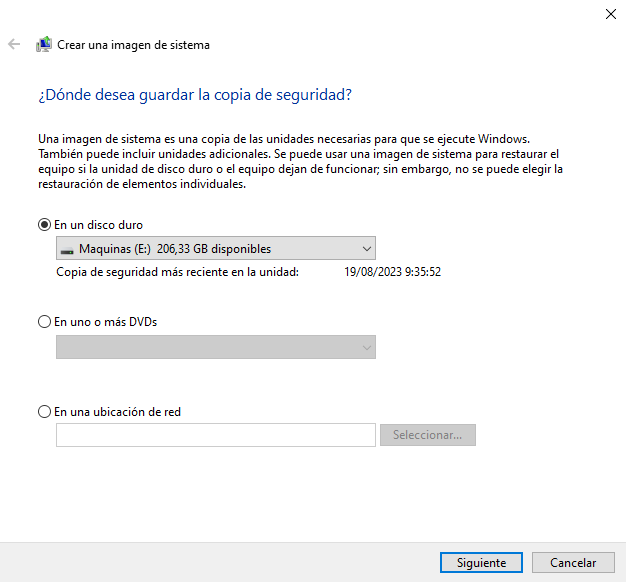 Crear una imagen de sistema
¿Dónde desea guardar la copia de seguridad?
Una imagen de sistema es una copia de las unidades necesarias para que se ejecute Windows.
También puede incluir unidades adicionales. Se puede usar una imagen de sistema para restaurar el
equipo si la unidad de disco duro o el equipo dejan de funcionar; sin embargo, no se puede elegir la
restauración de elementos individuales.
En un disco duro
Maquinas (E:) 206,33 GB disponibles
Copia de seguridad más reciente en la unidad: 19/08/2023 9:35:52
En uno o más DVDs
En una ubicación de red
Seleccionar...
Siguiente Cancelar